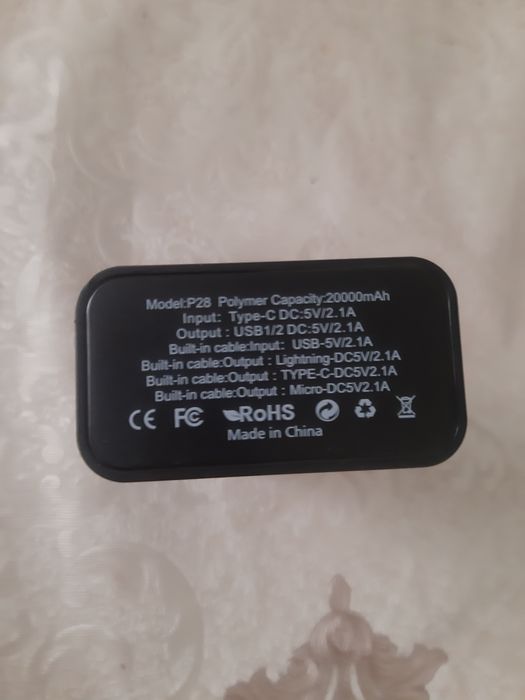 Model:P28 Polymer Capacity:20000mAh
Input: Type-C DC:5V/2.1A
Output : USB1/2 DC:5V/2.1A
Built-in cable:Input: USB-5V/2.1A
Built-in cable:Output : Lightning-DC5V/2.1A
Built-in cable:Output : TYPE-C-DC5V2.1A
Built-in cable:Output : Micro-DC5V2.1A
CE FC RoHS
Made in China